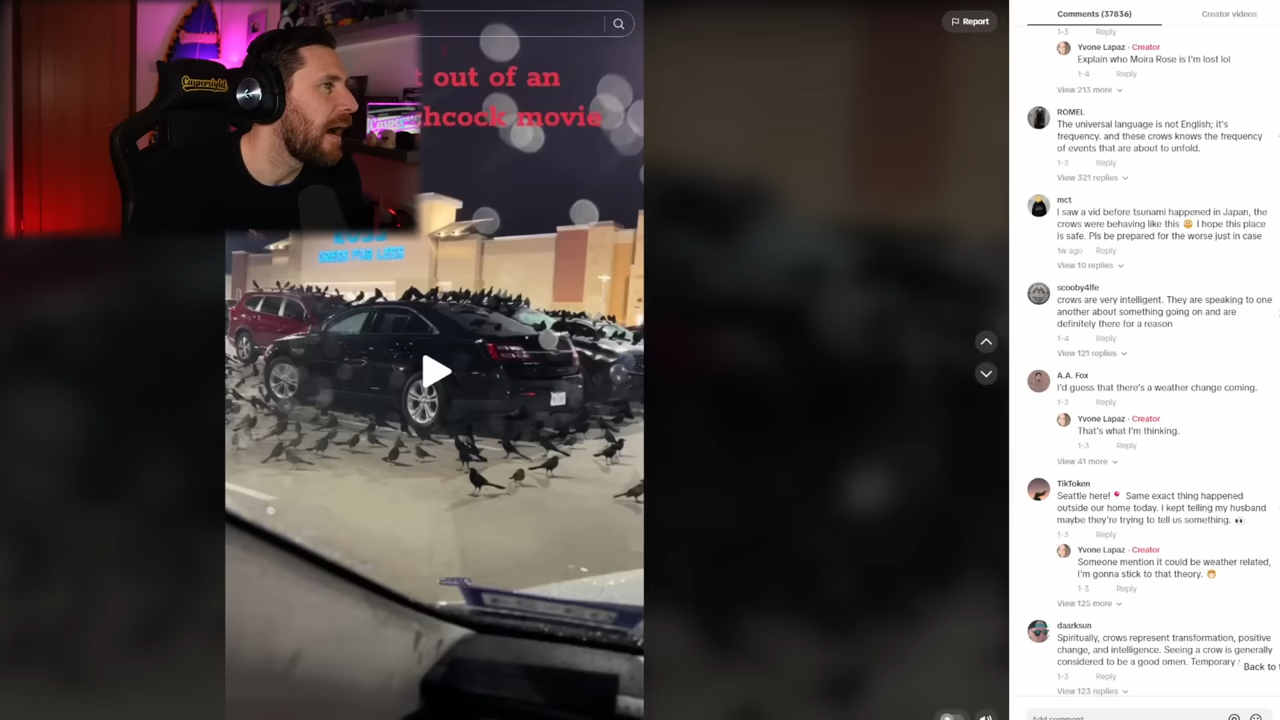 Report
t out of an
hcock movie
DRESS FOR LESS
Comments (37836)
Creator videos
1-3 Reply
Yvone Lapaz · Creator
Explain who Moira Rose is I'm lost lol
1-4 Reply
View 213 more
ROMEL
The universal language is not English; it's
frequency. and these crows knows the frequency
of events that are about to unfold.
1-3 Reply
View 321 replies
mct
I saw a vid before tsunami happened in Japan, the
crows were behaving like this 😳 I hope this place
is safe. Pls be prepared for the worse just in case
1w ago Reply
View 10 replies
scooby4lfe
crows are very intelligent. They are speaking to one
another about something going on and are
definitely there for a reason
1-4 Reply
View 121 replies
A.A. Fox
I'd guess that there's a weather change coming.
1-3 Reply
Yvone Lapaz · Creator
That's what I'm thinking.
1-3 Reply
View 41 more
TikToken
Seattle here! 📍 Same exact thing happened
outside our home today. I kept telling my husband
maybe they're trying to tell us something. 👀
1-3 Reply
Yvone Lapaz · Creator
Someone mention it could be weather related,
I'm gonna stick to that theory. 😁
1-3 Reply
View 125 more
daarksun
Spiritually, crows represent transformation, positive
change, and intelligence. Seeing a crow is generally
considered to be a good omen. Temporary
Back to
1-3 Reply
View 123 replies
Add comment